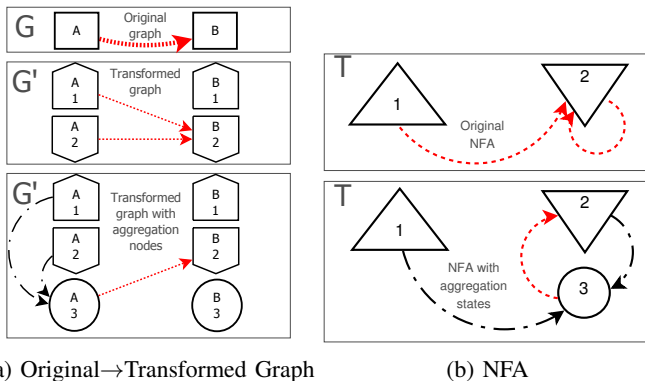 G
A
Original
graph
B
G'
A
1
Transformed
graph
B
1
A
2
B
2
G'
A
1
Transformed
graph with
aggregation
nodes
B
1
A
2
B
2
A
3
B
3
) Original→Transformed Graph
T
1
2
Original
NFA
T
1
2
NFA with
aggregation
states
3
(b) NFA